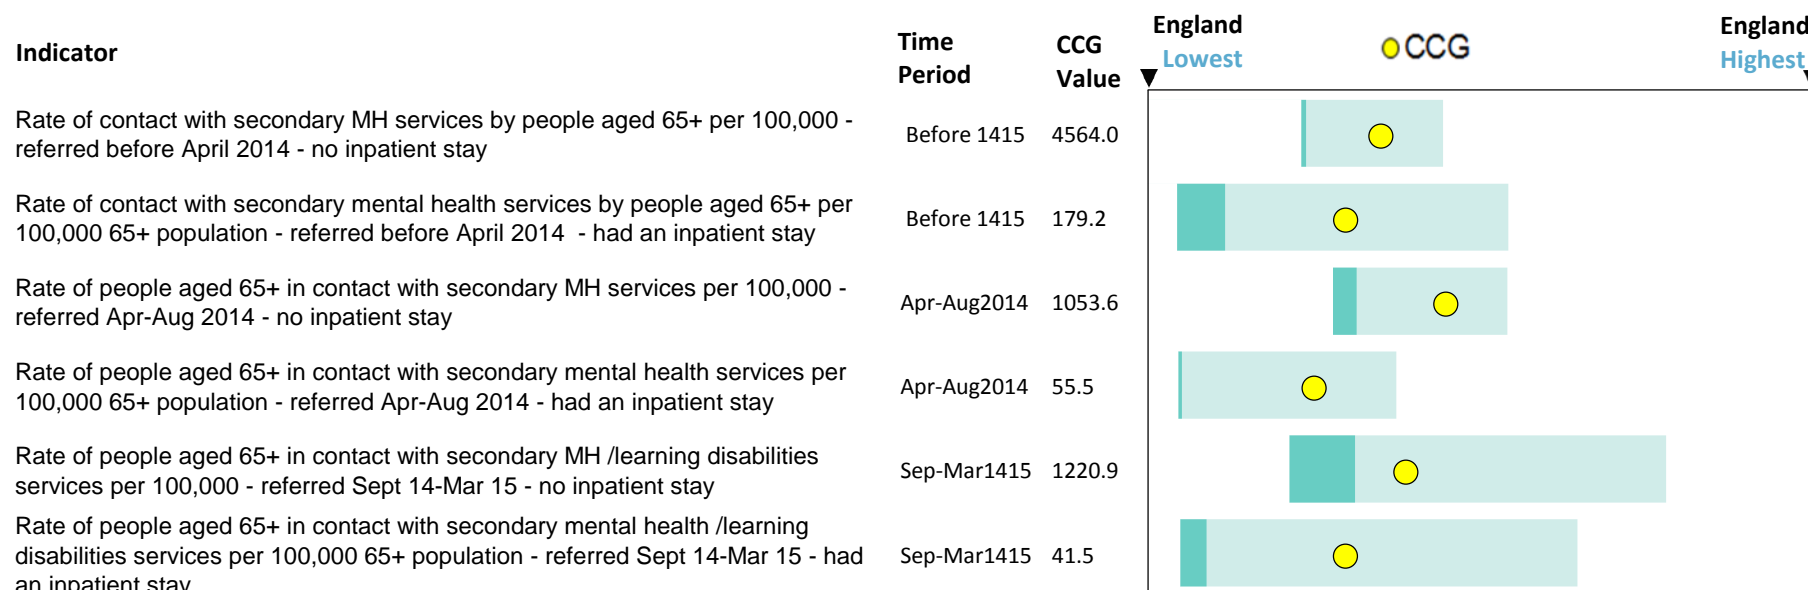 Indicator
Time
Period
CCG
Value
England
Lowest
CCG
England
Highest
Rate of contact with secondary MH services by people aged 65+ per 100,000 -
referred before April 2014 - no inpatient stay
Before 1415
4564.0
Rate of contact with secondary mental health services by people aged 65+ per
100,000 65+ population - referred before April 2014 - had an inpatient stay
Before 1415
179.2
Rate of people aged 65+ in contact with secondary MH services per 100,000 -
referred Apr-Aug 2014 - no inpatient stay
Apr-Aug2014
1053.6
Rate of people aged 65+ in contact with secondary mental health services per
100,000 65+ population - referred Apr-Aug 2014 - had an inpatient stay
Apr-Aug2014
55.5
Rate of people aged 65+ in contact with secondary MH /learning disabilities
services per 100,000 - referred Sept 14-Mar 15 - no inpatient stay
Sep-Mar1415
1220.9
Rate of people aged 65+ in contact with secondary mental health /learning
disabilities services per 100,000 65+ population - referred Sept 14-Mar 15 - had
an inpatient stay
Sep-Mar1415
41.5